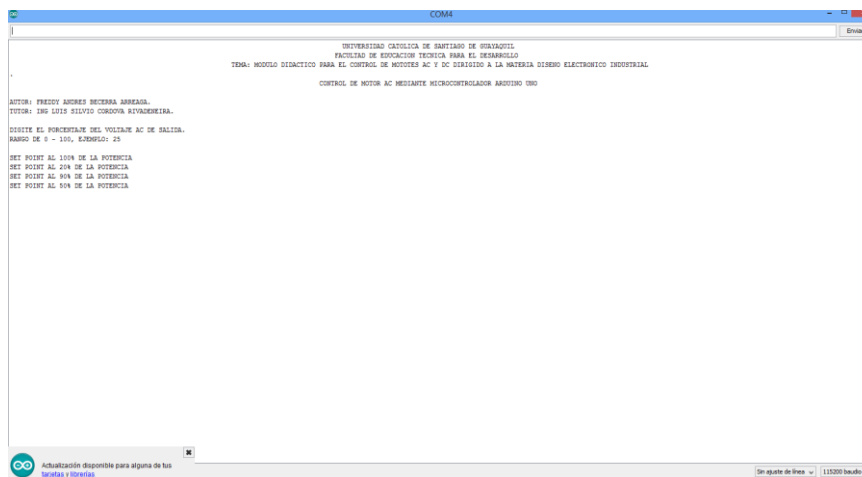 COM4
Envia
UNIVERSIDAD CATOLICA DE SANTIAGO DE GUAYAQUIL
FACULTAD DE EDUCACION TECNICA PARA EL DESARROLLO
TEMA: MODULO DIDACTICO PARA EL CONTROL DE MOTOTES AC Y DC DIRIGIDO A LA MATERIA DISENO ELECTRONICO INDUSTRIAL
CONTROL DE MOTOR AC MEDIANTE MICROCONTROLADOR ARDUINO UNO
AUTOR: FREDDY ANDRES BECERRA ARREAGA.
TUTOR: ING LUIS SILVIO CORDOVA RIVADENEIRA.
DIGITE EL PORCENTAJE DEL VOLTAJE AC DE SALIDA.
RANGO DE 0 - 100, EJEMPLO: 25
SET POINT AL 100% DE LA POTENCIA
SET POINT AL 20% DE LA POTENCIA
SET POINT AL 90% DE LA POTENCIA
SET POINT AL 50% DE LA POTENCIA
Actualización disponible para alguna de tus
tarjetas y librerías
Sin ajuste de línea
115200 baudio